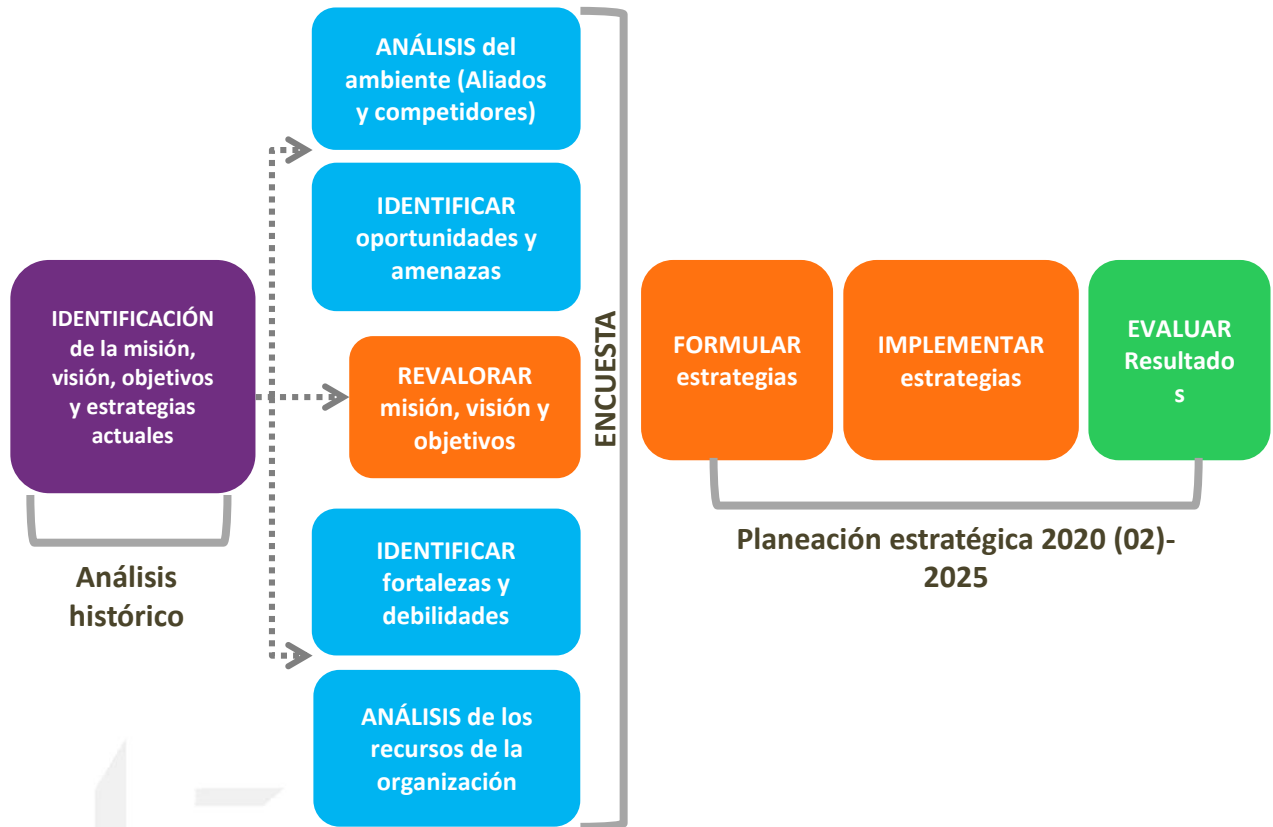 IDENTIFICACIÓN
de la misión,
visión, objetivos
y estrategias
actuales
Análisis
histórico
ANÁLISIS del
ambiente (Aliados
y competidores)
IDENTIFICAR
oportunidades y
amenazas
REVALORAR
misión, visión y
objetivos
IDENTIFICAR
fortalezas y
debilidades
ANÁLISIS de los
recursos de la
organización
ENCUESTA
FORMULAR
estrategias
IMPLEMENTAR
estrategias
EVALUAR
Resultado
s
Planeación estratégica 2020 (02)-
2025